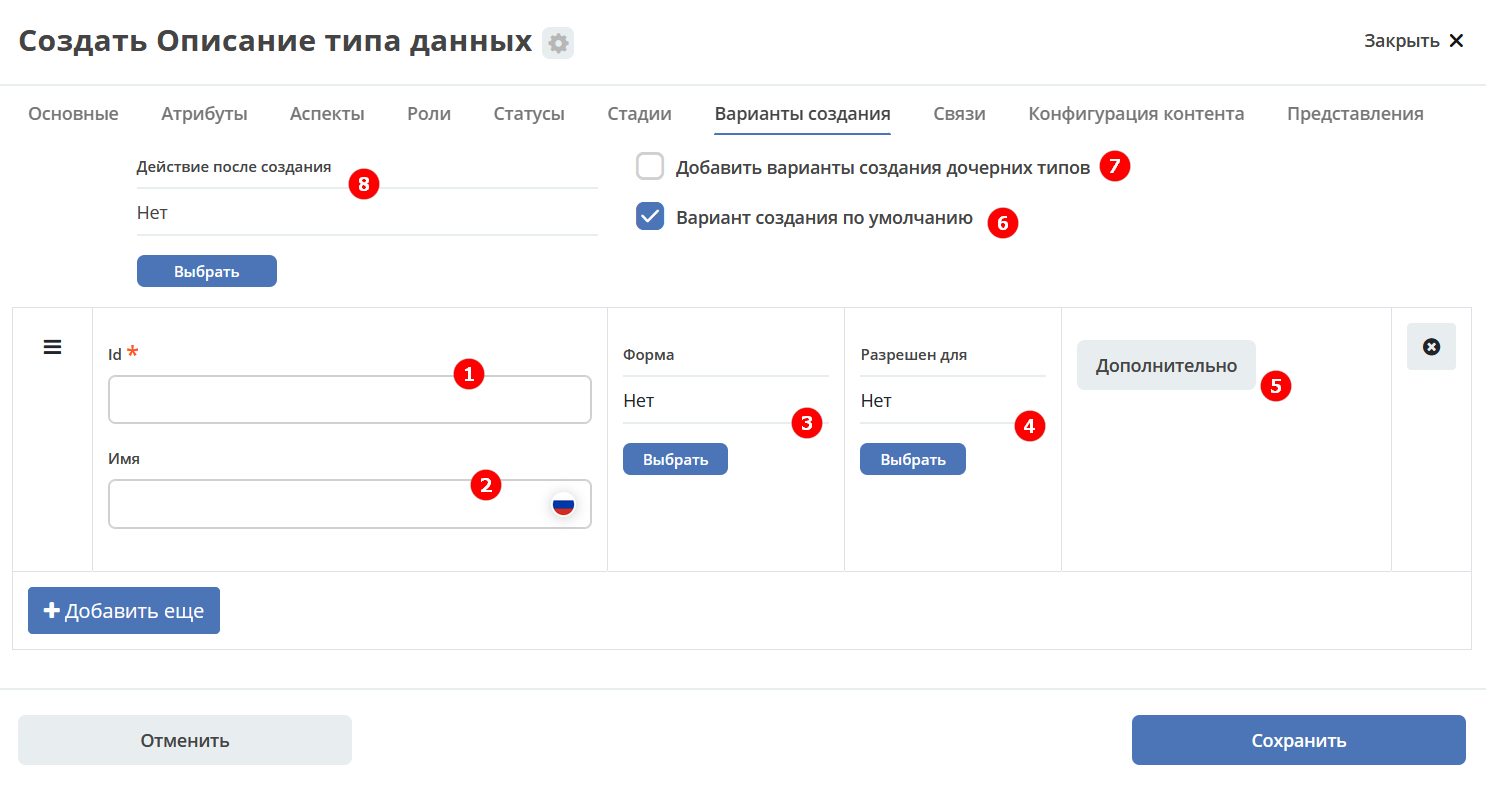 Создать Описание типа данных
Закрыть
Основные Атрибуты Аспекты Роли Статусы Стадии Варианты создания Связи Конфигурация контента Представления
Действие после создания
8
Нет
Выбрать
Добавить варианты создания дочерних типов 7
Вариант создания по умолчанию 6
Id *
1
Имя
2
Форма
Нет
3
Выбрать
Разрешен для
Нет
4
Выбрать
Дополнительно
5
Добавить еще
Отменить
Сохранить